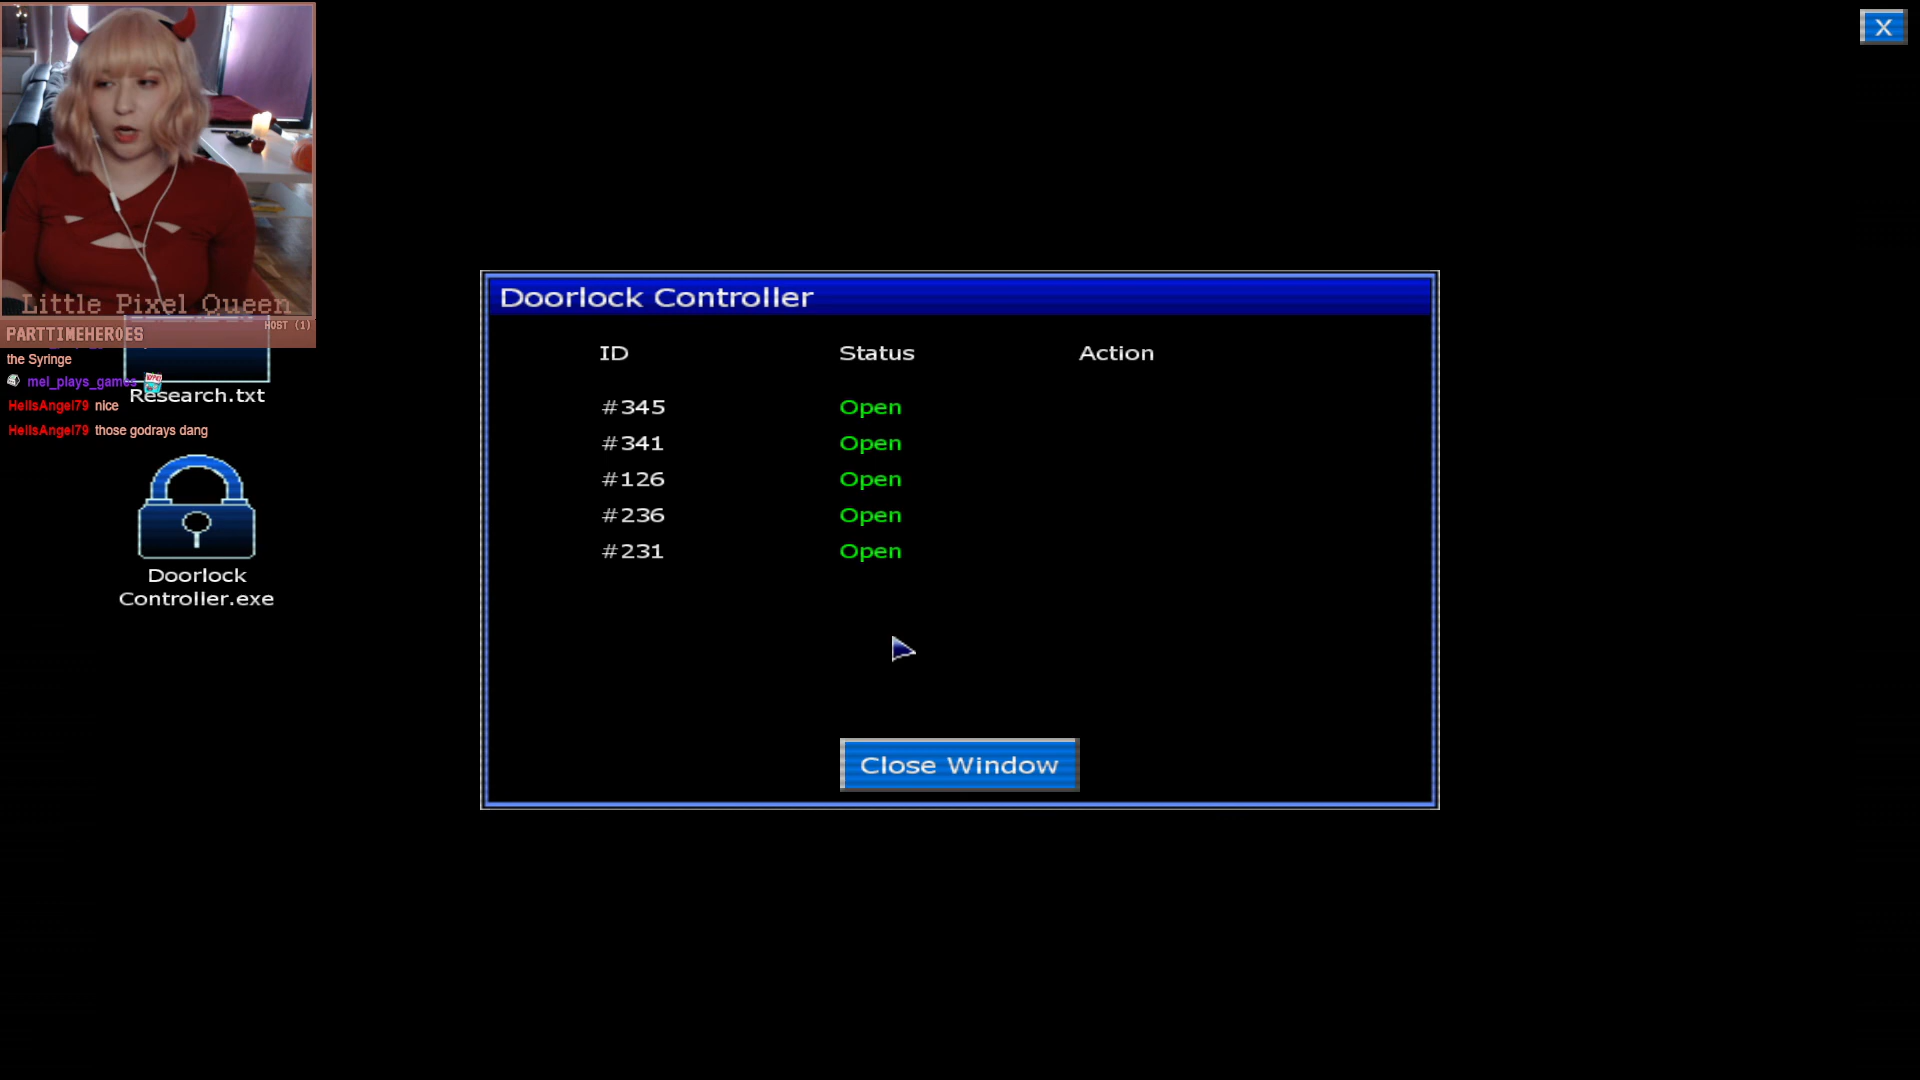 X
Little Pixel Queen
HOST (1)
PARTTIMEHEROES
the Syringe
mel_plays_games
Research.txt
HellsAngel79 nice
HellsAngel79 those godrays dang
Doorlock
Controller.exe
Doorlock Controller
ID Status Action
#345 Open
#341 Open
#126 Open
#236 Open
#231 Open
Close Window